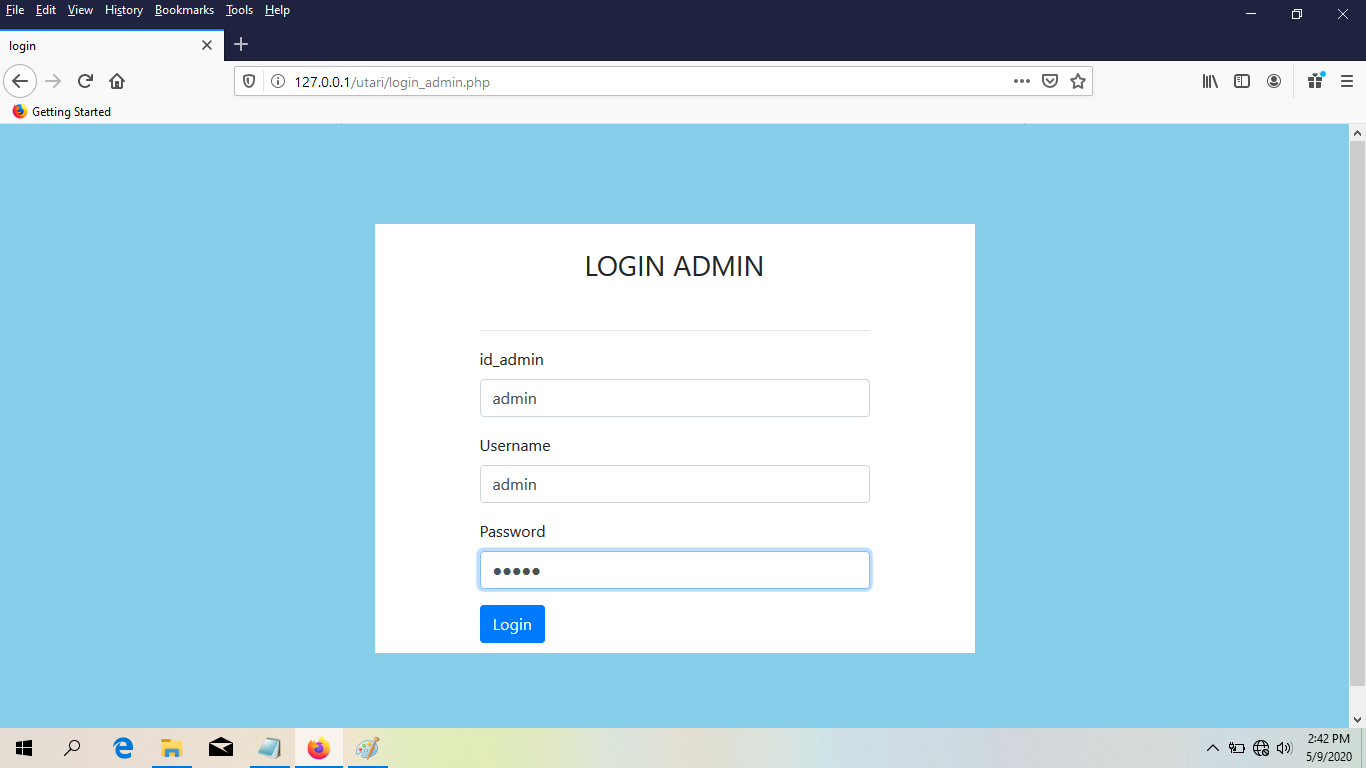 File Edit View History Bookmarks Tools Help
login
127.0.0.1/utari/login_admin.php
Getting Started
LOGIN ADMIN
id_admin
admin
Username
admin
Password
●●●●●
Login
2:42 PM
5/9/2020